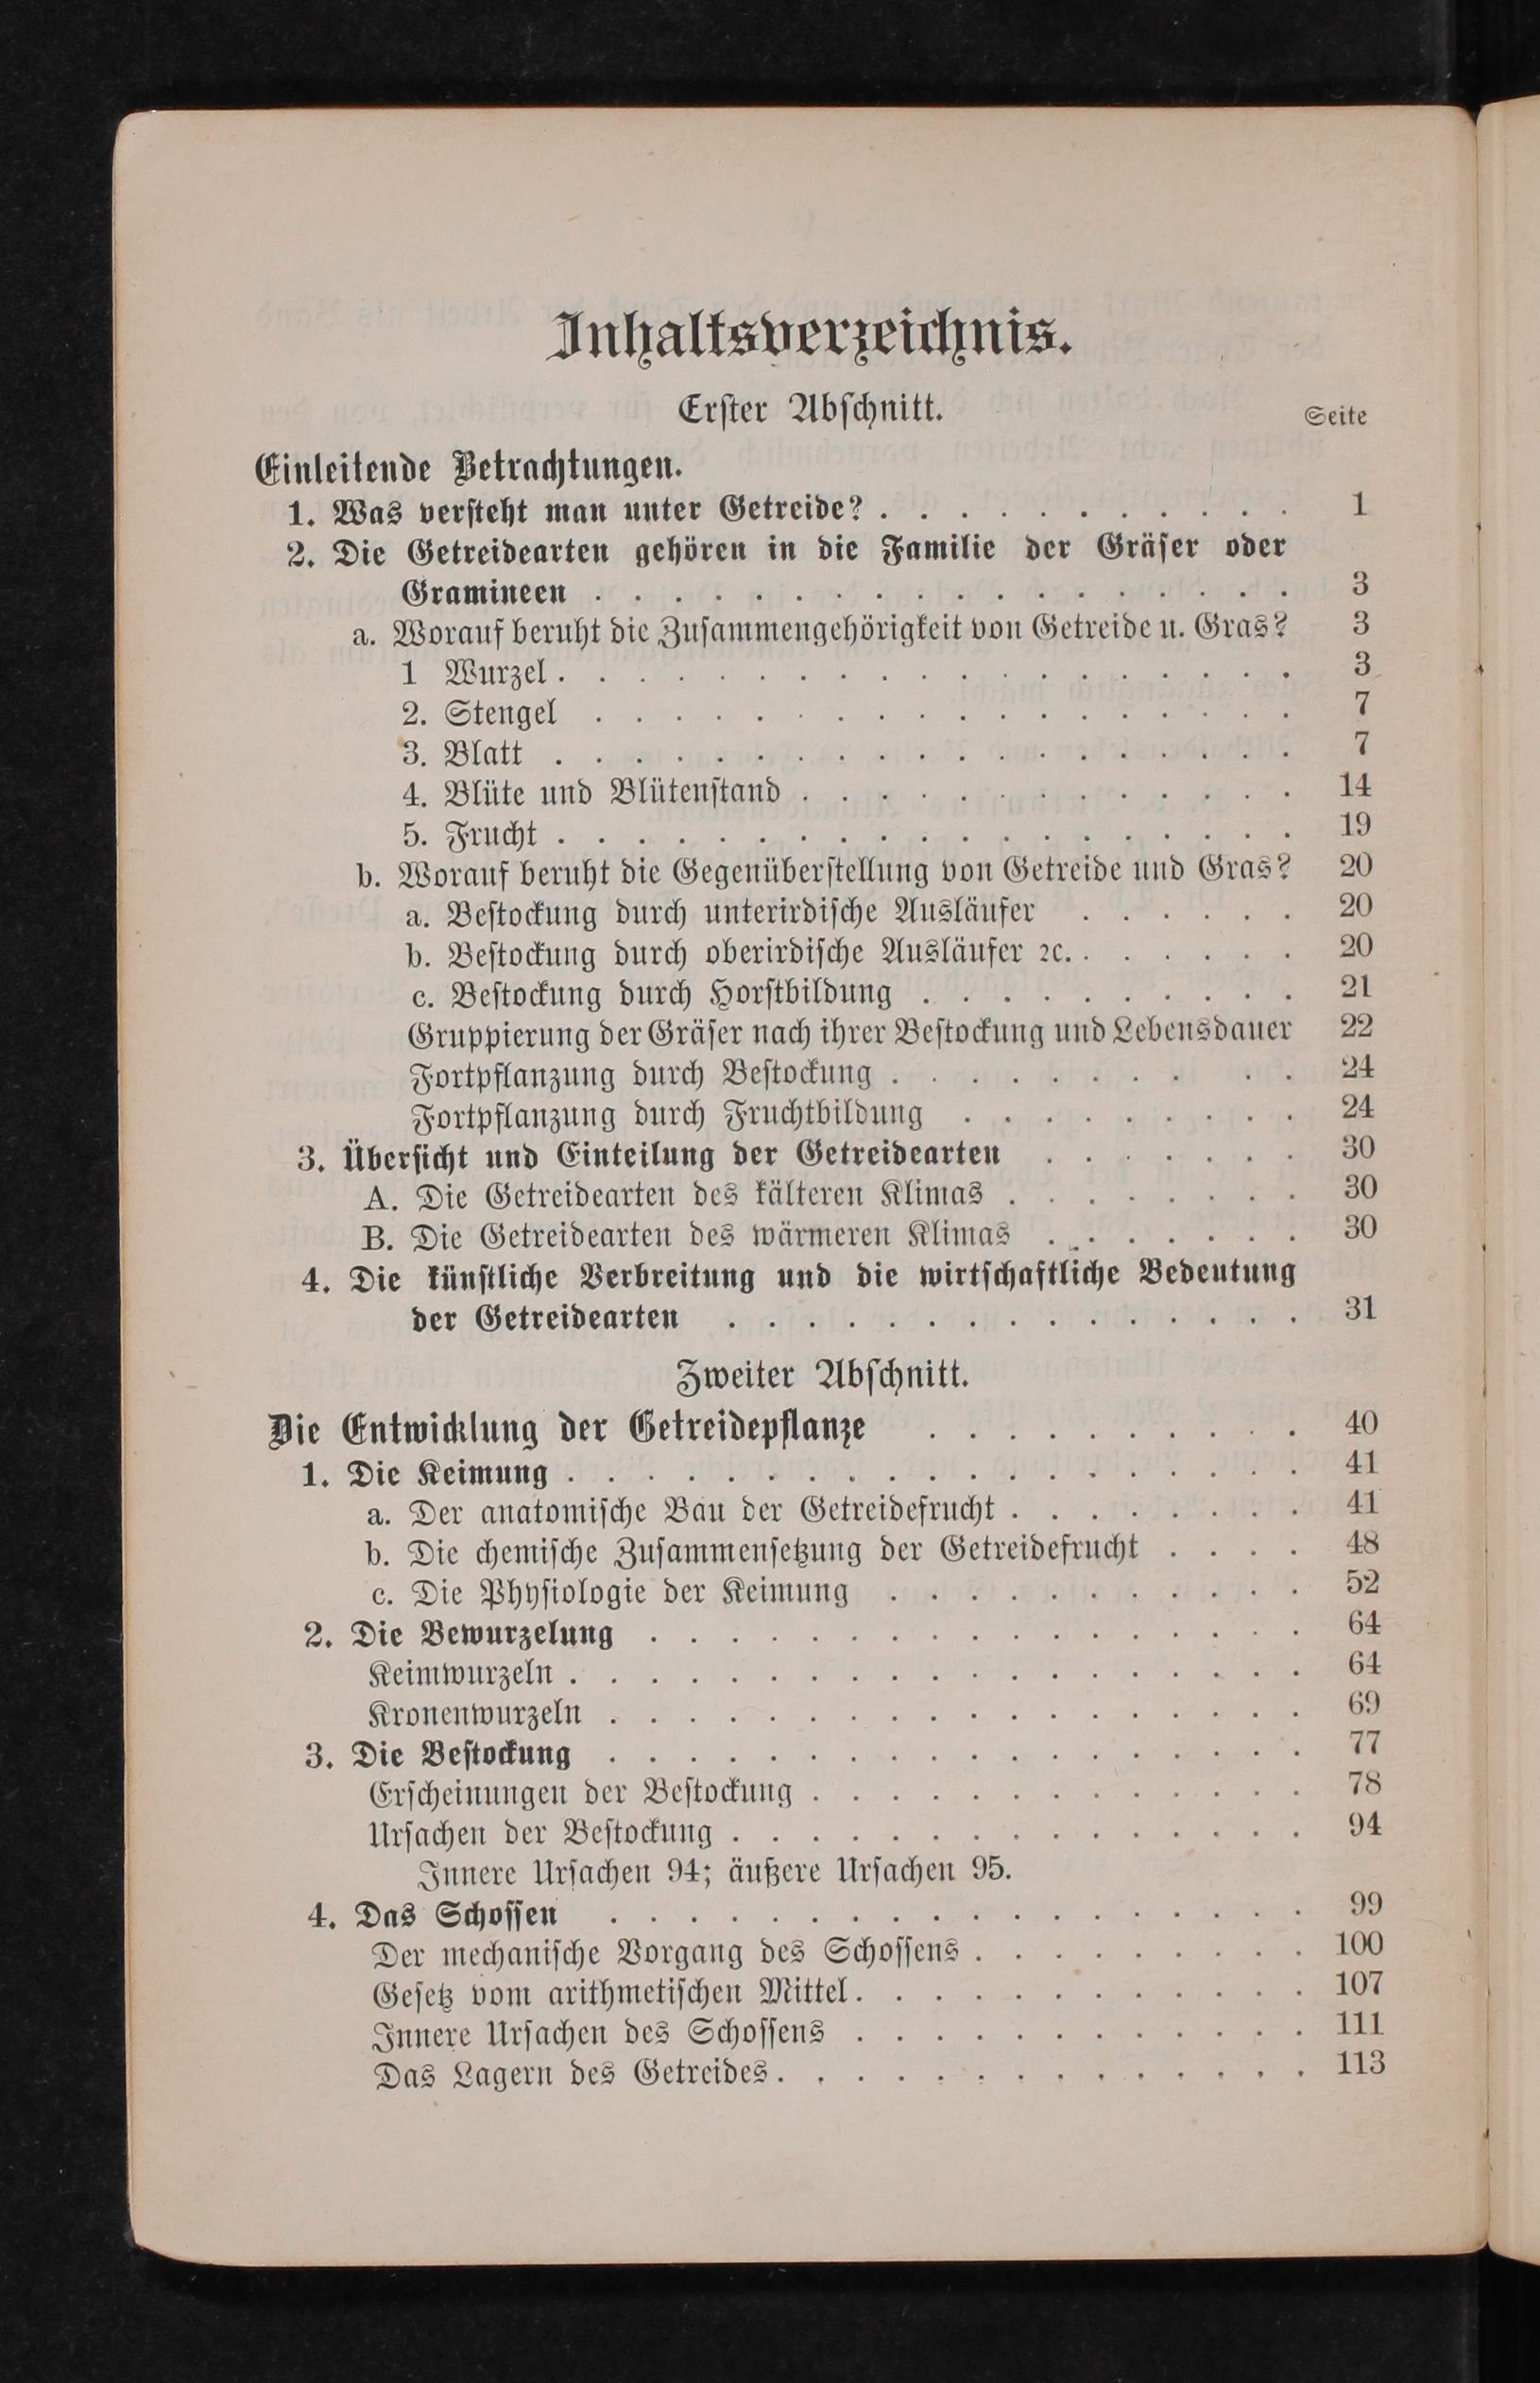 Inhaltsverzeichnis.
Erster Abschnitt.
Seite
Einleitende Betrachtungen.
1. Was versteht man unter Getreide? . . . . . . . . . . . 1
2. Die Getreidearten gehören in die Familie der Gräser oder
Gramineen . . . . . . . . . . . . . . . . . . 3
a. Worauf beruht die Zusammengehörigkeit von Getreide u. Gras? 3
1 Wurzel . . . . . . . . . . . . . . . . . . . 3
2. Stengel . . . . . . . . . . . . . . . . . . 7
3. Blatt . . . . . . . . . . . . . . . . . . . 7
4. Blüte und Blütenstand . . . . . . . . . . . . . 14
5. Frucht . . . . . . . . . . . . . . . . . . . 19
b. Worauf beruht die Gegenüberstellung von Getreide und Gras? 20
a. Bestockung durch unterirdische Ausläufer . . . . . . 20
b. Bestockung durch oberirdische Ausläufer ꝛc. . . . . . . 20
c. Bestockung durch Horstbildung . . . . . . . . . . 21
Gruppierung der Gräser nach ihrer Bestockung und Lebensdauer 22
Fortpflanzung durch Bestockung . . . . . . . . . . 24
Fortpflanzung durch Fruchtbildung . . . . . . . . . 24
3. Übersicht und Einteilung der Getreidearten . . . . . . . 30
A. Die Getreidearten des kälteren Klimas . . . . . . . . 30
B. Die Getreidearten des wärmeren Klimas . . . . . . . 30
4. Die künstliche Verbreitung und die wirtschaftliche Bedeutung
der Getreidearten . . . . . . . . . . . . . . . 31
Zweiter Abschnitt.
Die Entwicklung der Getreidepflanze . . . . . . . . . . 40
1. Die Keimung . . . . . . . . . . . . . . . . . . . 41
a. Der anatomische Bau der Getreidefrucht . . . . . . . . 41
b. Die chemische Zusammensetzung der Getreidefrucht . . . . 48
c. Die Physiologie der Keimung . . . . . . . . . . . 52
2. Die Bewurzelung . . . . . . . . . . . . . . . . . 64
Keimwurzeln . . . . . . . . . . . . . . . . . . . 64
Kronenwurzeln . . . . . . . . . . . . . . . . . . 69
3. Die Bestockung . . . . . . . . . . . . . . . . . . 77
Erscheinungen der Bestockung . . . . . . . . . . . . . 78
Ursachen der Bestockung . . . . . . . . . . . . . . . 94
Innere Ursachen 94; äußere Ursachen 95.
4. Das Schossen . . . . . . . . . . . . . . . . . . 99
Der mechanische Vorgang des Schossens . . . . . . . . . 100
Gesetz vom arithmetischen Mittel . . . . . . . . . . . . 107
Innere Ursachen des Schossens . . . . . . . . . . . . 111
Das Lagern des Getreides . . . . . . . . . . . . . . 113